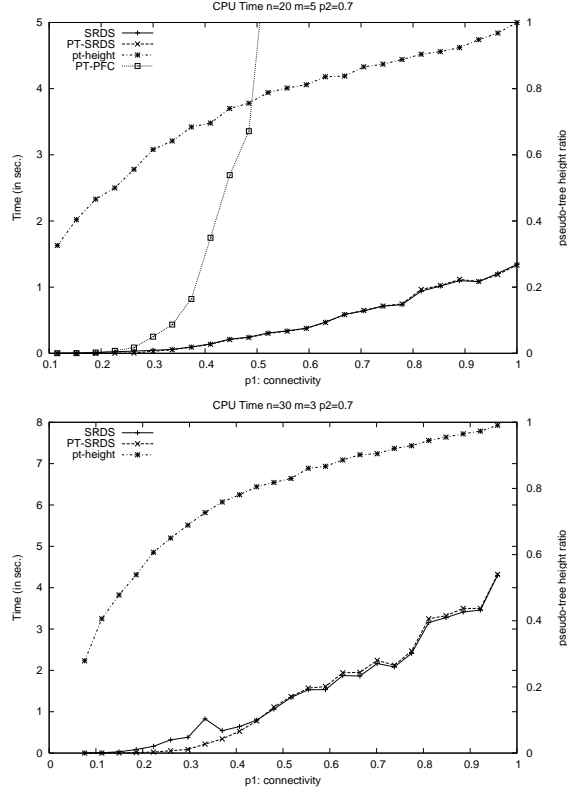 CPU Time n=20 m=5 p2=0.7
SRDS
PT-SRDS
pt-height
PT-PFC
Time (in sec.)
pseudo-tree height ratio
5
4
3
2
1
0
1
0.8
0.6
0.4
0.2
0
0.1 0.2 0.3 0.4 0.5 0.6 0.7 0.8 0.9 1
p1: connectivity
CPU Time n=30 m=3 p2=0.7
SRDS
PT-SRDS
pt-height
Time (in sec.)
pseudo-tree height ratio
8
7
6
5
4
3
2
1
0
1
0.8
0.6
0.4
0.2
0
0 0.1 0.2 0.3 0.4 0.5 0.6 0.7 0.8 0.9 1
p1: connectivity